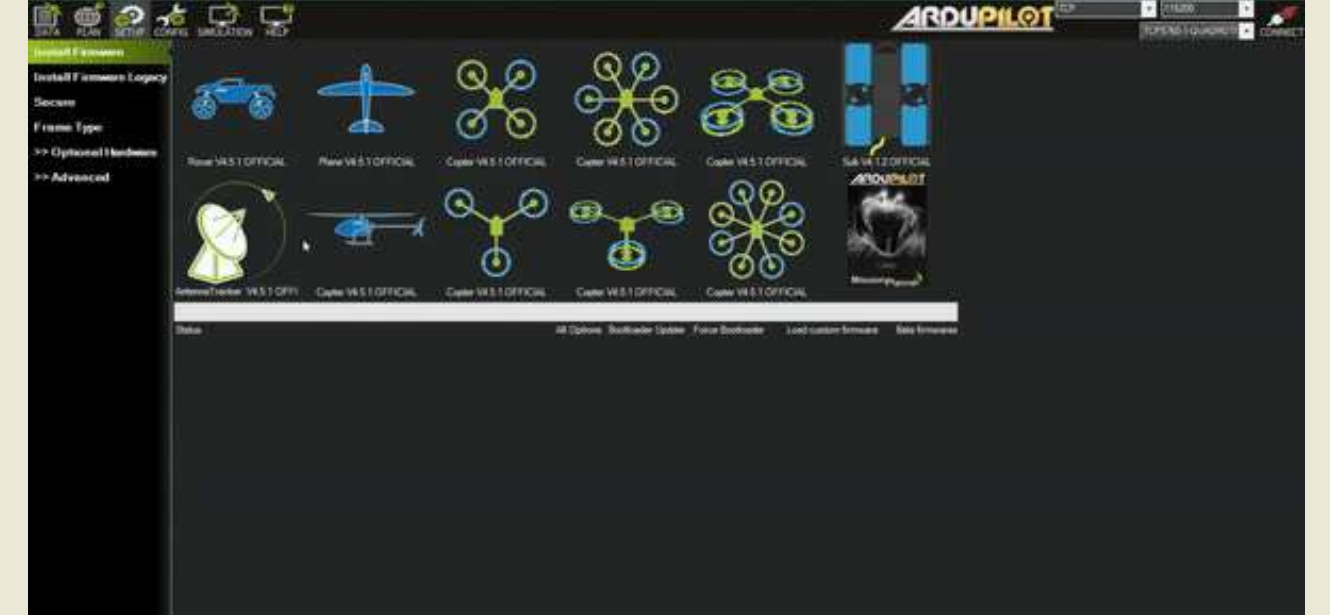 DATA PLAN SETUP CONFIG SIMULATION HELP
ARDUPILOT
TCP
115200
CONNECT
Install Firmware
Install Firmware Legacy
Secure
Frame Type
>> Optional Hardware
>> Advanced
Rover V4.5.1 OFFICIAL
Plane V4.5.1 OFFICIAL
Copter V4.5.1 OFFICIAL
Copter V4.5.1 OFFICIAL
Copter V4.5.1 OFFICIAL
Sub V4.1.2 OFFICIAL
ARDUPILOT
Mission Planner
AntennaTracker V4.5.1 OFFI
Copter V4.5.1 OFFICIAL
Copter V4.5.1 OFFICIAL
Copter V4.5.1 OFFICIAL
Copter V4.5.1 OFFICIAL
Status
All Options Bootloader Update Force Bootloader Load custom firmware Beta firmwares